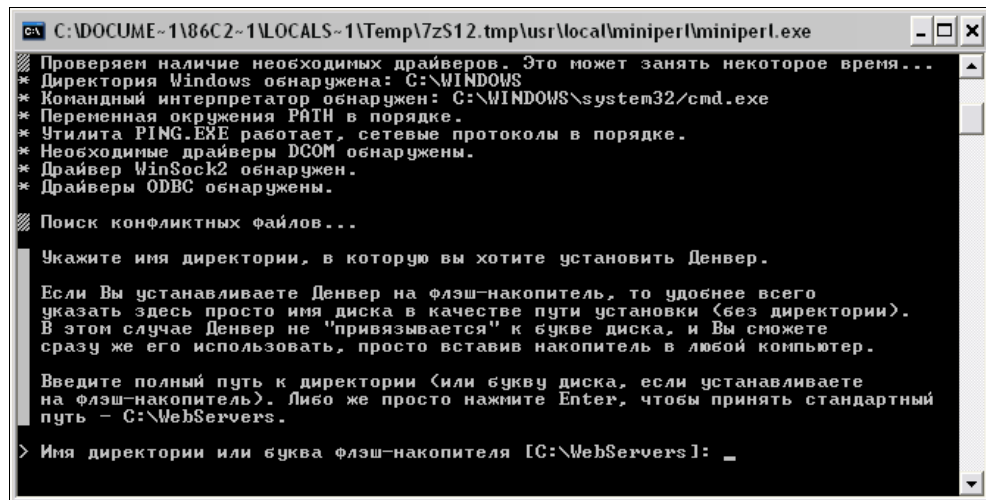 C:\DOCUME~1\86C2~1\LOCALS~1\Temp\7zS12.tmp\usr\local\miniperl\miniperl.exe
Проверяем наличие необходимых драйверов. Это может занять некоторое время...
* Директория Windows обнаружена: C:\WINDOWS
* Командный интерпретатор обнаружен: C:\WINDOWS\system32/cmd.exe
* Переменная окружения PATH в порядке.
* Утилита PING.EXE работает, сетевые протоколы в порядке.
* Необходимые драйверы DCOM обнаружены.
* Драйвер WinSock2 обнаружен.
* Драйверы ODBC обнаружены.
Поиск конфликтных файлов...
Укажите имя директории, в которую вы хотите установить Денвер.
Если Вы устанавливаете Денвер на флэш-накопитель, то удобнее всего
указать здесь просто имя диска в качестве пути установки (без директории).
В этом случае Денвер не "привязывается" к букве диска, и Вы сможете
сразу же его использовать, просто вставив накопитель в любой компьютер.
Введите полный путь к директории (или букву диска, если устанавливаете
на флэш-накопитель). Либо же просто нажмите Enter, чтобы принять стандартный
путь - C:\WebServers.
> Имя директории или буква флэш-накопителя [C:\WebServers]: _